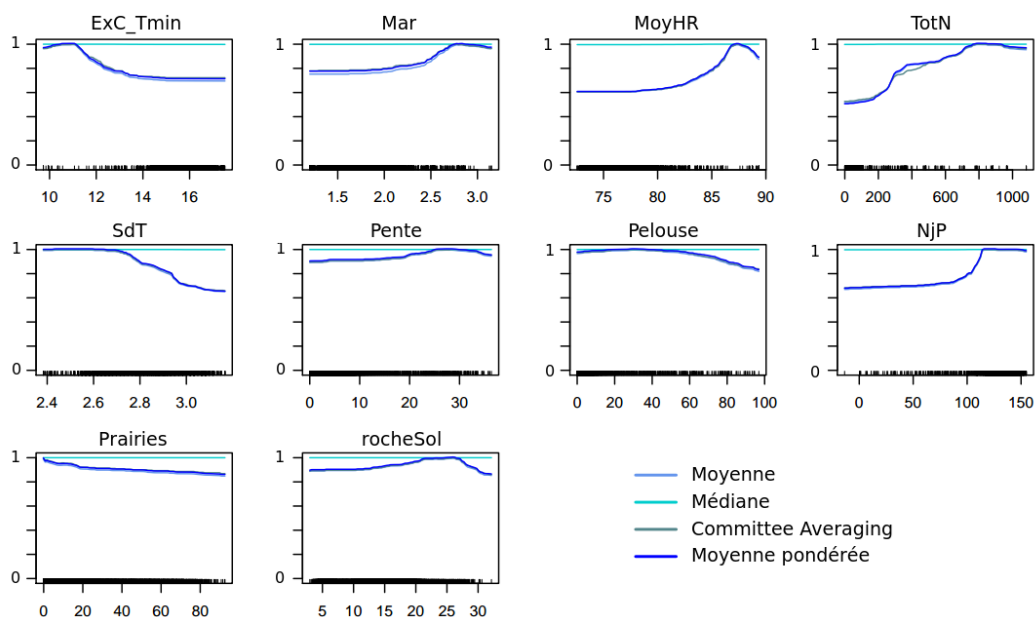 ExC_Tmin Mar MoyHR TotN
1 1 1 1
0 0 0 0
10 12 14 16 1.5 2.0 2.5 3.0 75 80 85 90 0 200 600 1000
SdT Pente Pelouse NjP
1 1 1 1
0 0 0 0
2.4 2.6 2.8 3.0 0 10 20 30 0 20 40 60 80 100 0 50 100 150
Prairies rocheSol
1 1
0 0
0 20 40 60 80 5 10 15 20 25 30
Moyenne
Médiane
Committee Averaging
Moyenne pondérée